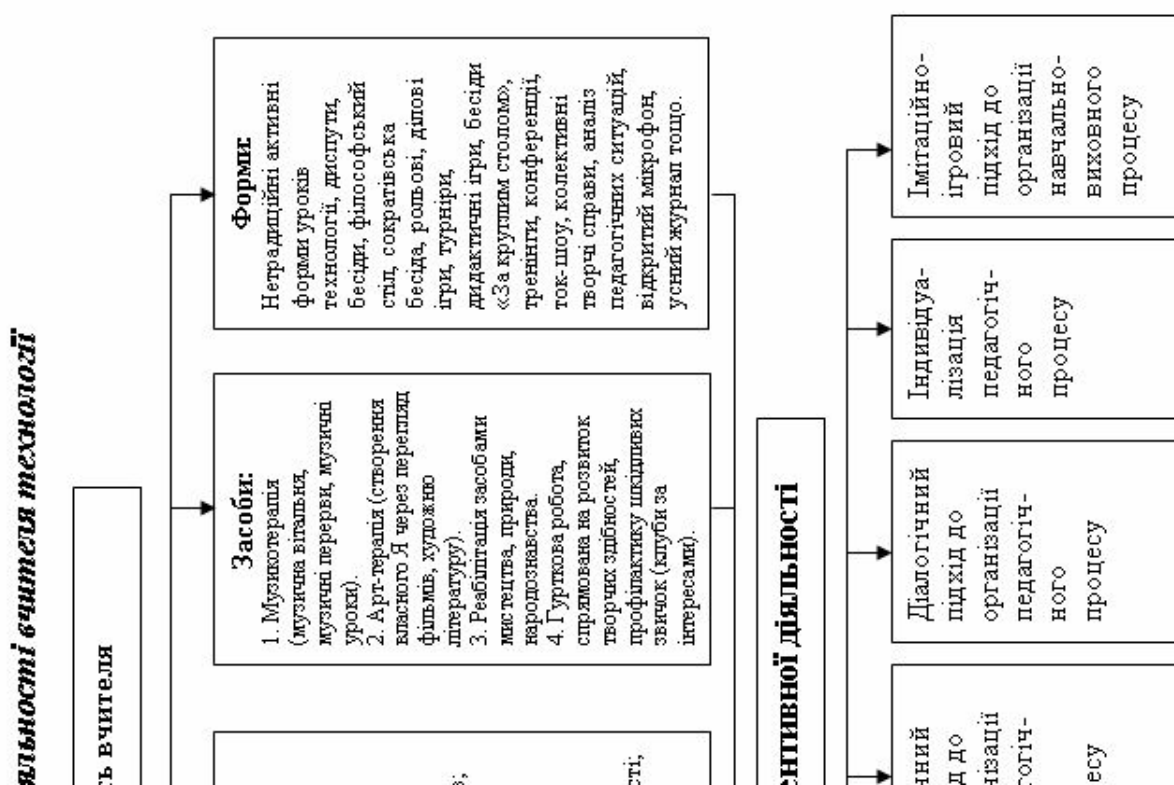 яльності вчителя технології
ь вчителя
в;
сті;
Засоби:
1. Музикотерапія
(музична вітальня,
музичні перерви, музичні
уроки).
2. Арт-терапія (створення
власного Я через перегляд
фільмів, художню
літературу).
3. Реабілітація засобами
мистецтва, природи,
народознавства.
4. Гурткова робота,
спрямована на розвиток
творчих здібностей,
профілактику шкідливих
звичок (клуби за
інтересами).
Форми:
Нетрадиційні активні
форми уроків
технології, диспути,
бесіди, філософський
стіл, сократівська
бесіда, рольові, ділові
ігри, турніри,
дидактичні ігри, бесіди
«За круглим столом»,
тренінги, конференції,
ток-шоу, колективні
творчі справи, аналіз
педагогічних ситуацій,
відкритий мікрофон,
усний журнал тощо.
ентивної діяльності
нний
д до
нізації
гогіч-
есу
Діалогічний
підхід до
організації
педагогіч-
ного
процесу
Індивідуа-
лізація
педагогіч-
ного
процесу
Імітаційно-
ігровий
підхід до
організації
навчально-
виховного
процесу